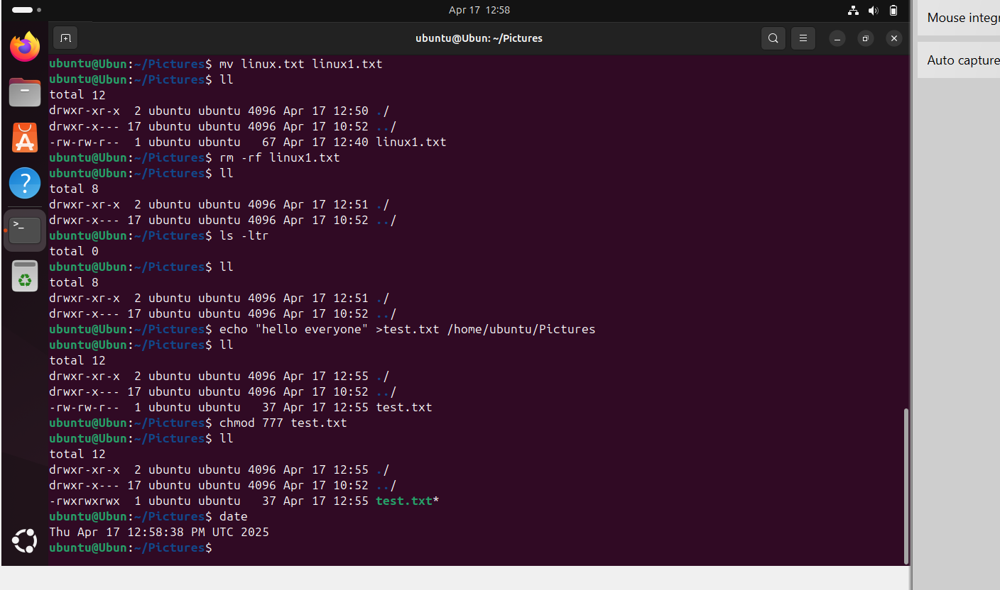 Apr 17 12:58
ubuntu@Ubun: ~/Pictures
ubuntu@Ubun:~/Pictures$ mv linux.txt linux1.txt
ubuntu@Ubun:~/Pictures$ ll
total 12
drwxr-xr-x  2 ubuntu ubuntu 4096 Apr 17 12:50 ./
drwxr-x--- 17 ubuntu ubuntu 4096 Apr 17 10:52 ../
-rw-rw-r--  1 ubuntu ubuntu   67 Apr 17 12:40 linux1.txt
ubuntu@Ubun:~/Pictures$ rm -rf linux1.txt
ubuntu@Ubun:~/Pictures$ ll
total 8
drwxr-xr-x  2 ubuntu ubuntu 4096 Apr 17 12:51 ./
drwxr-x--- 17 ubuntu ubuntu 4096 Apr 17 10:52 ../
ubuntu@Ubun:~/Pictures$ ls -ltr
total 0
ubuntu@Ubun:~/Pictures$ ll
total 8
drwxr-xr-x  2 ubuntu ubuntu 4096 Apr 17 12:51 ./
drwxr-x--- 17 ubuntu ubuntu 4096 Apr 17 10:52 ../
ubuntu@Ubun:~/Pictures$ echo "hello everyone" >test.txt /home/ubuntu/Pictures
ubuntu@Ubun:~/Pictures$ ll
total 12
drwxr-xr-x  2 ubuntu ubuntu 4096 Apr 17 12:55 ./
drwxr-x--- 17 ubuntu ubuntu 4096 Apr 17 10:52 ../
-rw-rw-r--  1 ubuntu ubuntu   37 Apr 17 12:55 test.txt
ubuntu@Ubun:~/Pictures$ chmod 777 test.txt
ubuntu@Ubun:~/Pictures$ ll
total 12
drwxr-xr-x  2 ubuntu ubuntu 4096 Apr 17 12:55 ./
drwxr-x--- 17 ubuntu ubuntu 4096 Apr 17 10:52 ../
-rwxrwxrwx  1 ubuntu ubuntu   37 Apr 17 12:55 test.txt*
ubuntu@Ubun:~/Pictures$ date
Thu Apr 17 12:58:38 PM UTC 2025
ubuntu@Ubun:~/Pictures$
Mouse integr
Auto capture